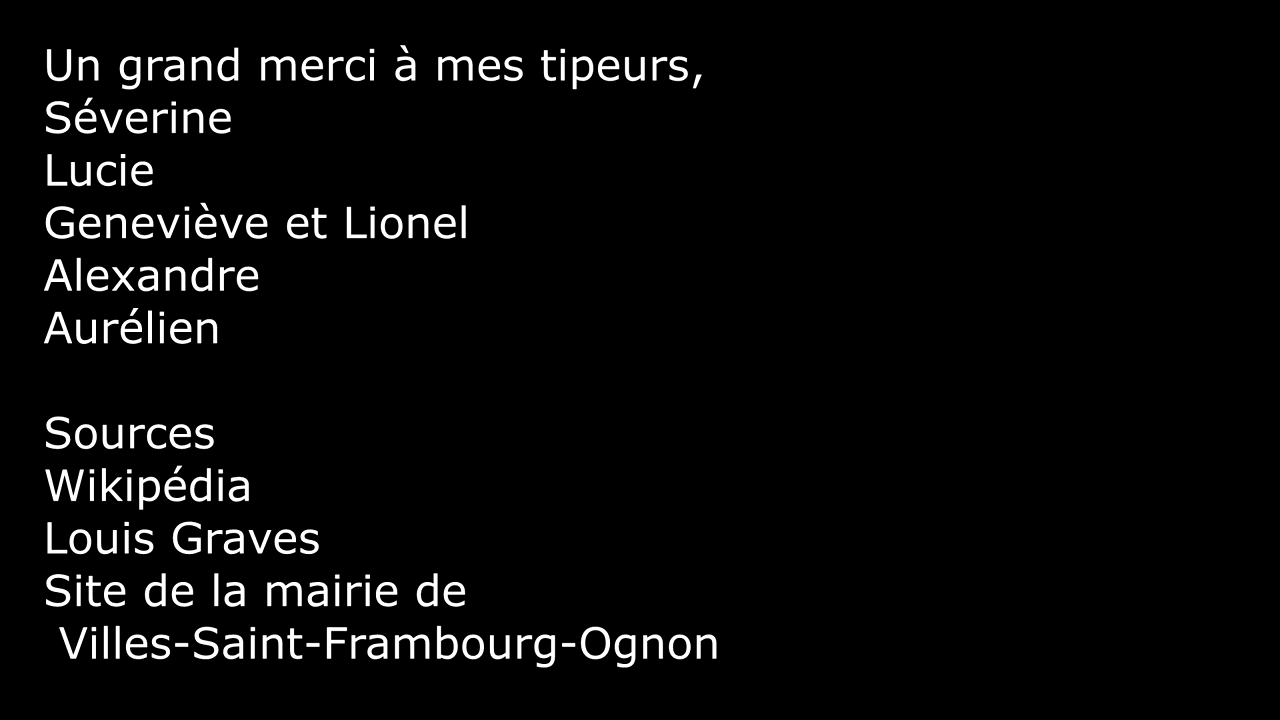 Un grand merci à mes tipeurs,
Séverine
Lucie
Geneviève et Lionel
Alexandre
Aurélien
Sources
Wikipédia
Louis Graves
Site de la mairie de
Villes-Saint-Frambourg-Ognon